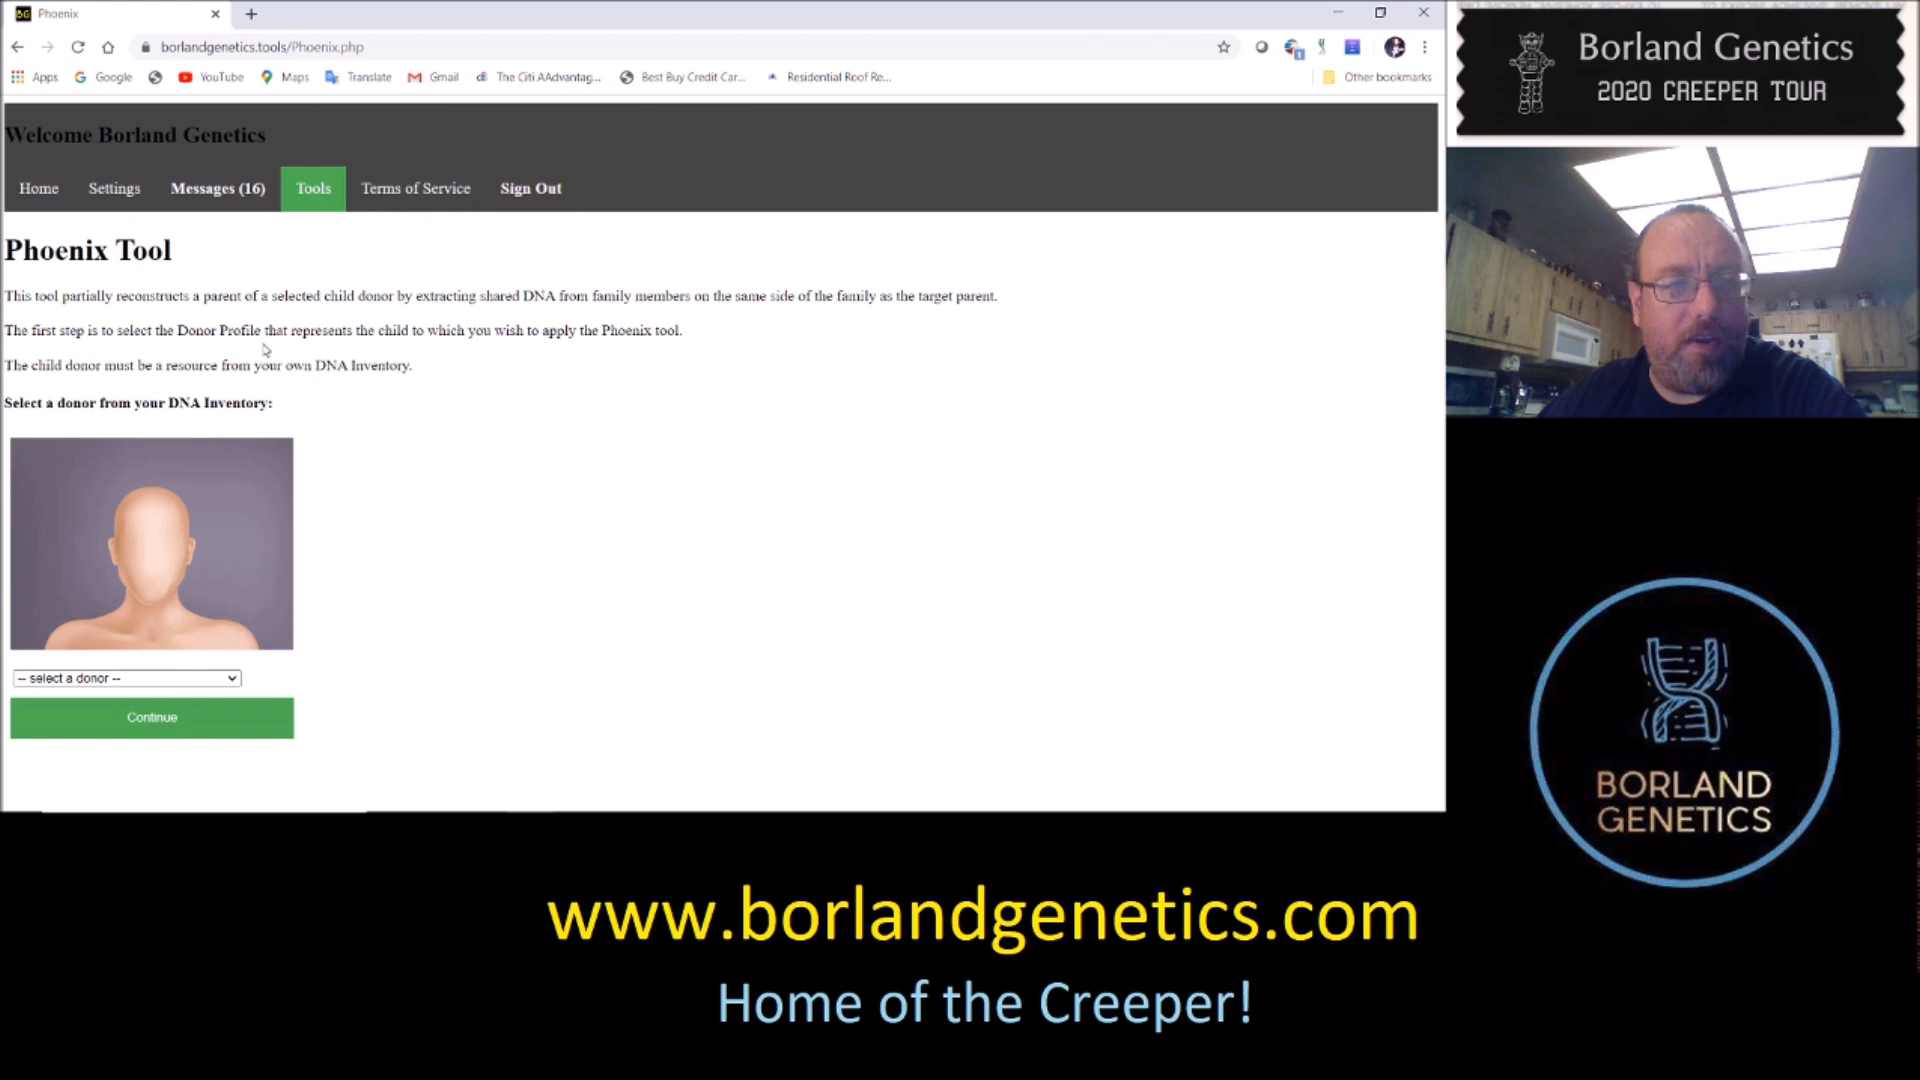 Phoenix
borlandgenetics.tools/Phoenix.php
Apps Google YouTube Maps Translate Gmail The Citi AAdvantag... Best Buy Credit Car... Residential Roof Re... Other bookmarks
Welcome Borland Genetics
Home Settings Messages (16) Tools Terms of Service Sign Out
Phoenix Tool
This tool partially reconstructs a parent of a selected child donor by extracting shared DNA from family members on the same side of the family as the target parent.
The first step is to select the Donor Profile that represents the child to which you wish to apply the Phoenix tool.
The child donor must be a resource from your own DNA Inventory.
Select a donor from your DNA Inventory:
-- select a donor --
Continue
Borland Genetics
2020 CREEPER TOUR
BORLAND
GENETICS
www.borlandgenetics.com
Home of the Creeper!